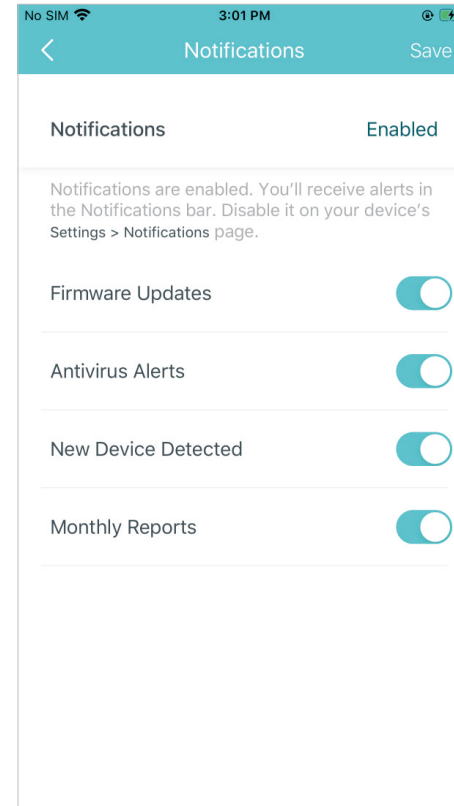 No SIM 3:01 PM
Notifications Save
Notifications Enabled
Notifications are enabled. You’ll receive alerts in
the Notifications bar. Disable it on your device’s
Settings > Notifications page.
Firmware Updates
Antivirus Alerts
New Device Detected
Monthly Reports